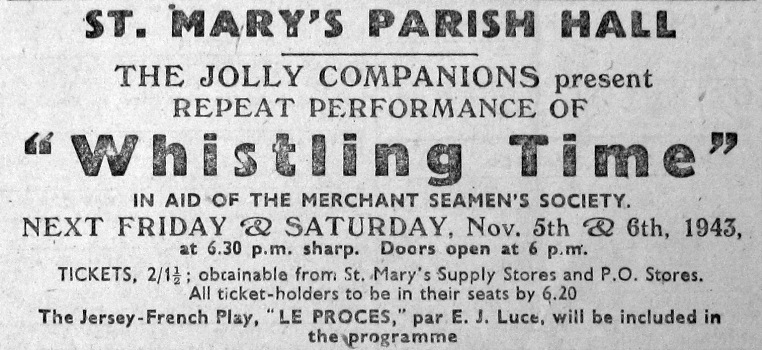 ST. MARY'S PARISH HALL
THE JOLLY COMPANIONS present
REPEAT PERFORMANCE OF
"Whistling Time"
IN AID OF THE MERCHANT SEAMEN'S SOCIETY.
NEXT FRIDAY & SATURDAY, Nov. 5th & 6th, 1943,
at 6.30 p.m. sharp. Doors open at 6 p.m.
TICKETS, 2/1½; obtainable from St. Mary's Supply Stores and P.O. Stores.
All ticket-holders to be in their seats by 6.20
The Jersey-French Play, "LE PROCES," par E. J. Luce, will be included in
the programme